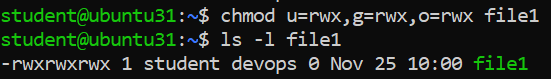 student@ubuntu31:~$ chmod u=rwx,g=rwx,o=rwx file1
student@ubuntu31:~$ ls -l file1
-rwxrwxrwx 1 student devops 0 Nov 25 10:00 file1